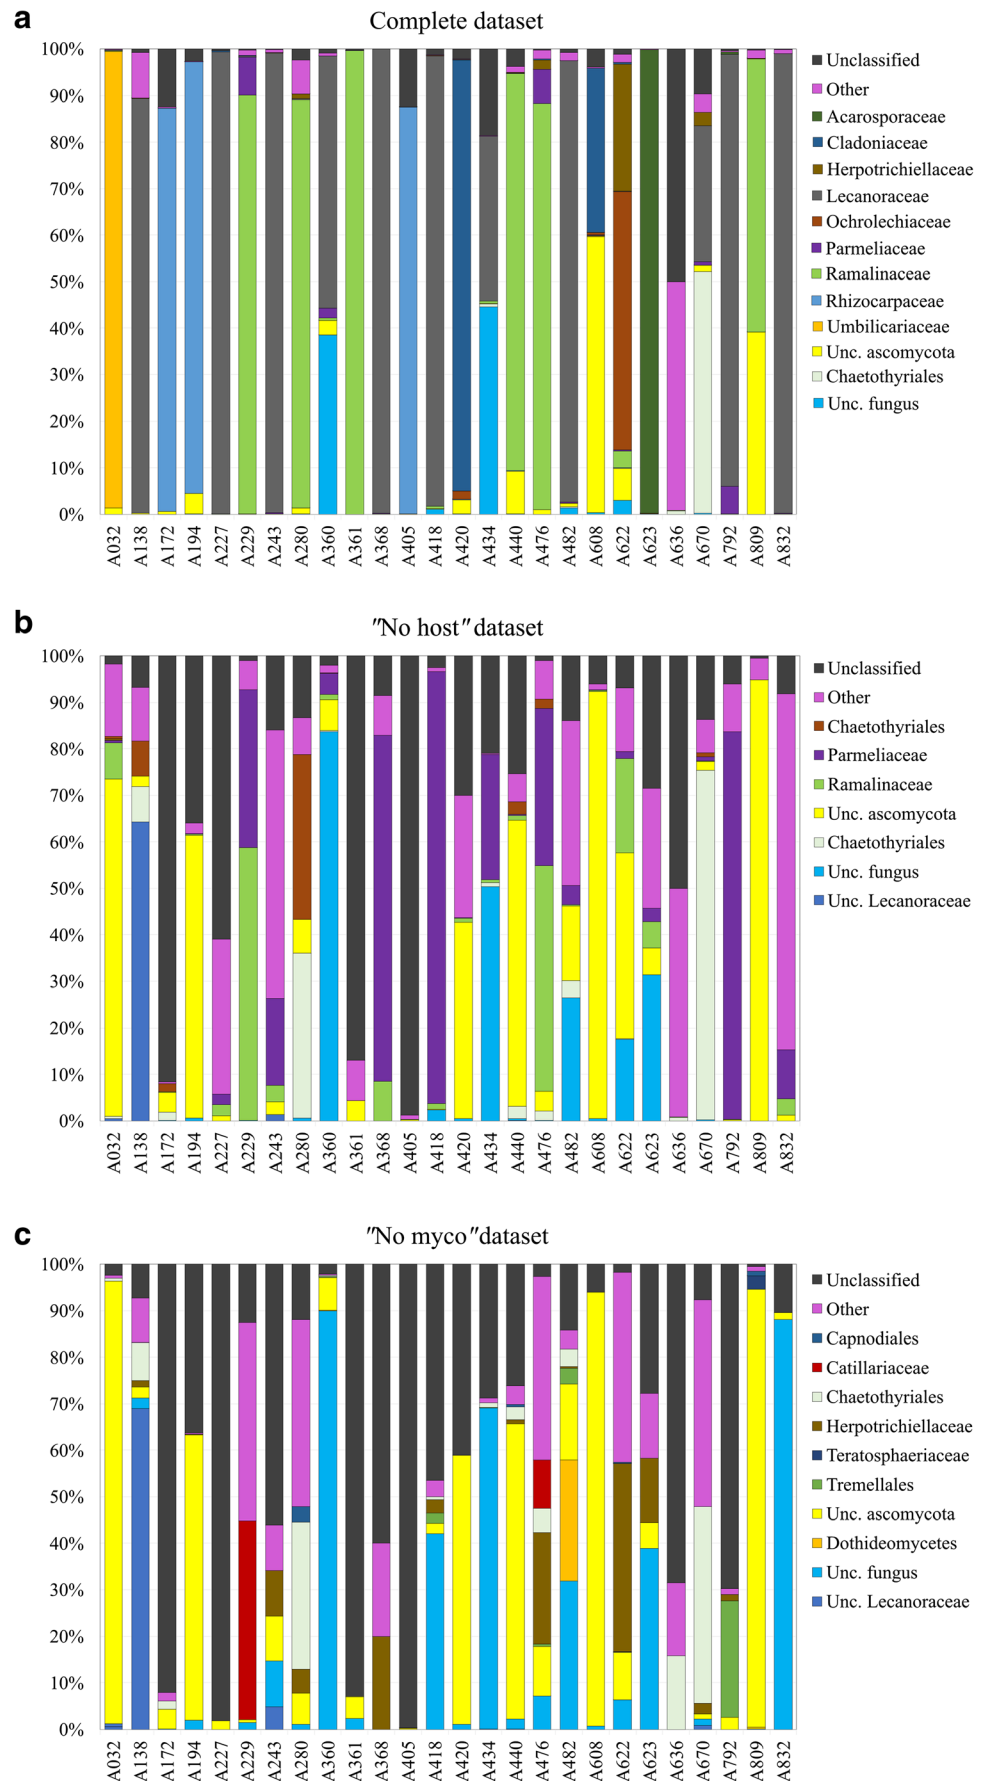 a
Complete dataset
100%
90%
80%
70%
60%
50%
40%
30%
20%
10%
0%
A032 A138 A172 A194 A227 A229 A243 A280 A360 A361 A368 A405 A418 A420 A434 A440 A476 A482 A608 A622 A623 A636 A670 A792 A809 A832
Unclassified
Other
Acarosporaceae
Cladoniaceae
Herpotrichiellaceae
Lecanoraceae
Ochrolechiaceae
Parmeliaceae
Ramalinaceae
Rhizocarpaceae
Umbilicariaceae
Unc. ascomycota
Chaetothyriales
Unc. fungus
b
"No host" dataset
100%
90%
80%
70%
60%
50%
40%
30%
20%
10%
0%
A032 A138 A172 A194 A227 A229 A243 A280 A360 A361 A368 A405 A418 A420 A434 A440 A476 A482 A608 A622 A623 A636 A670 A792 A809 A832
Unclassified
Other
Chaetothyriales
Parmeliaceae
Ramalinaceae
Unc. ascomycota
Chaetothyriales
Unc. fungus
Unc. Lecanoraceae
c
"No myco" dataset
100%
90%
80%
70%
60%
50%
40%
30%
20%
10%
0%
A032 A138 A172 A194 A227 A229 A243 A280 A360 A361 A368 A405 A418 A420 A434 A440 A476 A482 A608 A622 A623 A636 A670 A792 A809 A832
Unclassified
Other
Capnodiales
Catillariaceae
Chaetothyriales
Herpotrichiellaceae
Teratosphaeriaceae
Tremellales
Unc. ascomycota
Dothideomycetes
Unc. fungus
Unc. Lecanoraceae